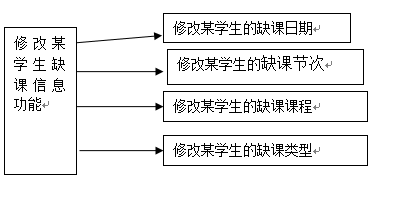 修改某
学生缺
课信息
功能
修改某学生的缺课日期
修改某学生的缺课节次
修改某学生的缺课课程
修改某学生的缺课类型